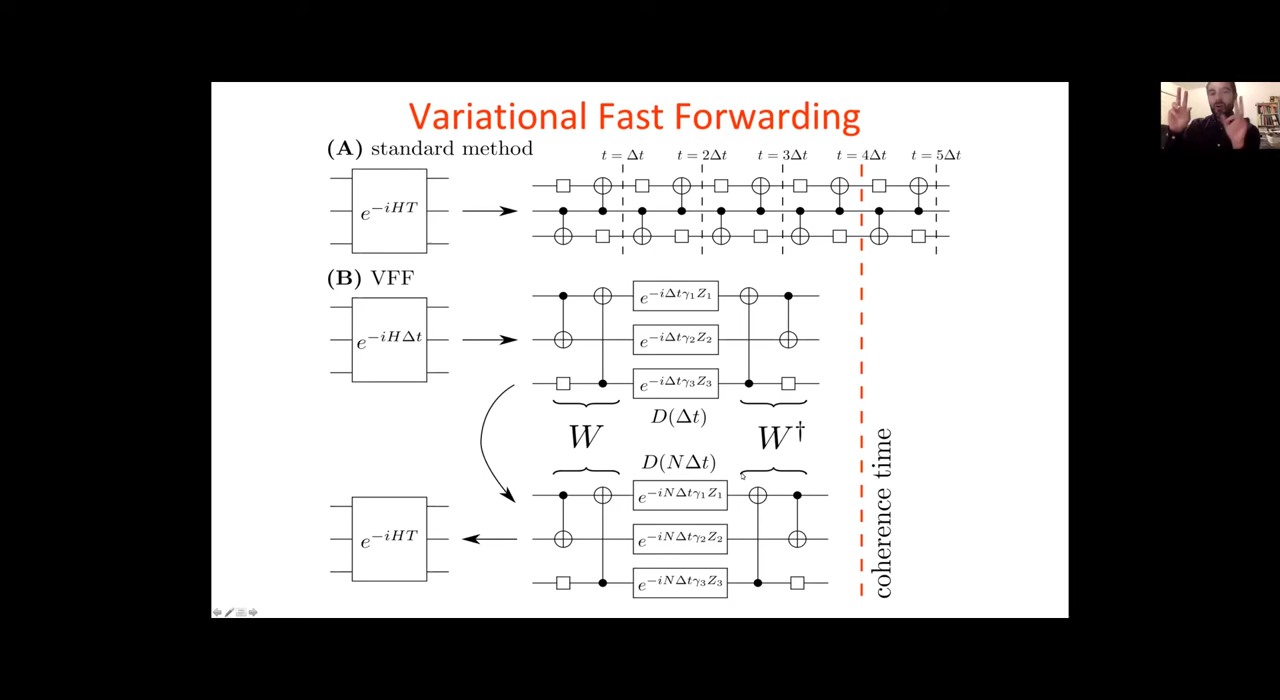 Variational Fast Forwarding
(A) standard method
t = Δt t = 2Δt t = 3Δt t = 4Δt t = 5Δt
e^{-iHT}
(B) VFF
e^{-iHΔt}
e^{-iΔtγ₁Z₁}
e^{-iΔtγ₂Z₂}
e^{-iΔtγ₃Z₃}
D(Δt)
W W†
D(NΔt)
e^{-iHT}
e^{-iNΔtγ₁Z₁}
e^{-iNΔtγ₂Z₂}
e^{-iNΔtγ₃Z₃}
coherence time